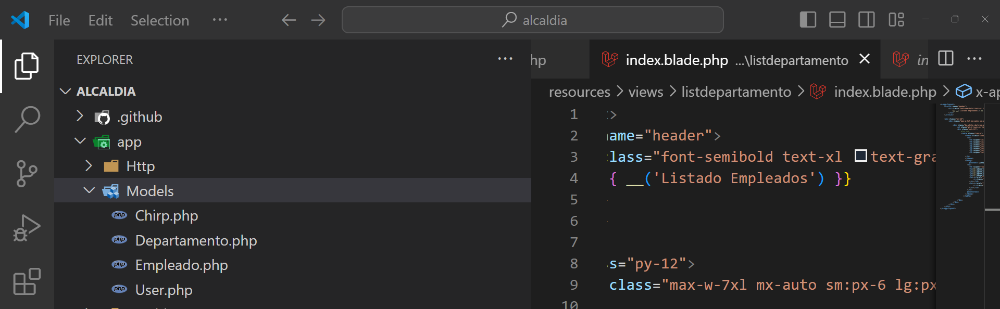 File Edit Selection ··· alcaldia
EXPLORER ···
hp index.blade.php ...\listdepartamento in ···
ALCALDIA
resources > views > listdepartamento > index.blade.php > x-ap
.github
app
Http
Models
Chirp.php
Departamento.php
Empleado.php
User.php
1 >
2 ame="header">
3 lass="font-semibold text-xl text-gra
4 { __('Listado Empleados') }}
5
6
7
8 s="py-12">
9 class="max-w-7xl mx-auto sm:px-6 lg:px
10